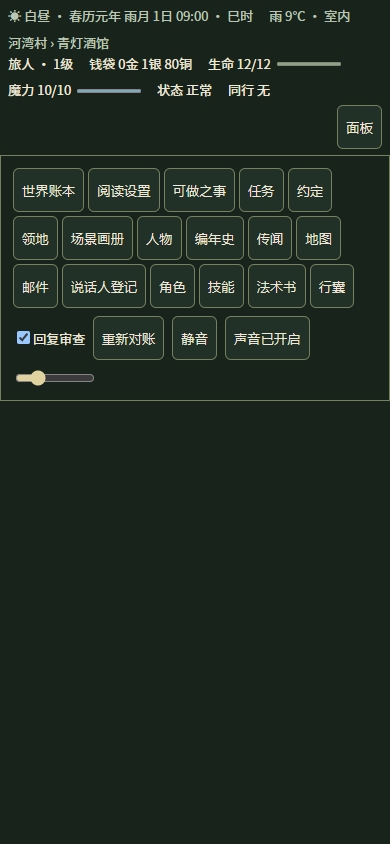 ☀ 白昼 · 春历元年 雨月 1日 09:00 · 巳时 雨 9°C · 室内
河湾村 › 青灯酒馆
旅人 · 1级 钱袋 0金 1银 80铜 生命 12/12
魔力 10/10 状态 正常 同行 无
面板
世界账本 阅读设置 可做之事 任务 约定
领地 场景画册 人物 编年史 传闻 地图
邮件 说话人登记 角色 技能 法术书 行囊
回复审查 重新对账 静音 声音已开启